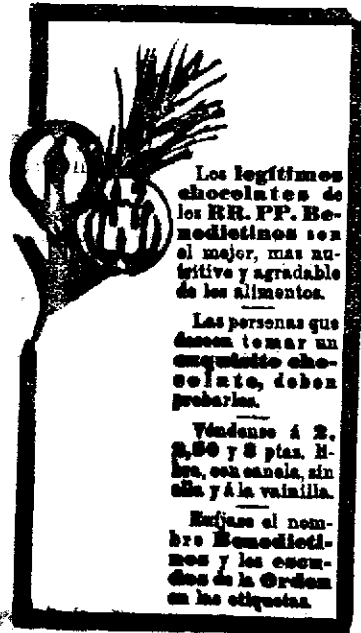 Los legítimos
chocolates de
los RR. PP. Be-
nedictinos son
el mejor, mas nu-
tritivo y agradable
de los alimentos.
Las personas que
deseen tomar un
exquisito cho-
colate, deben
probarlos.
Véndense á 2,
2,50 y 3 ptas. li-
bra, con canela, sin
ella y á la vainilla.
Exíjase el nom-
bre Benedicti-
nos y los escu-
dos de la Orden
en las etiquetas.